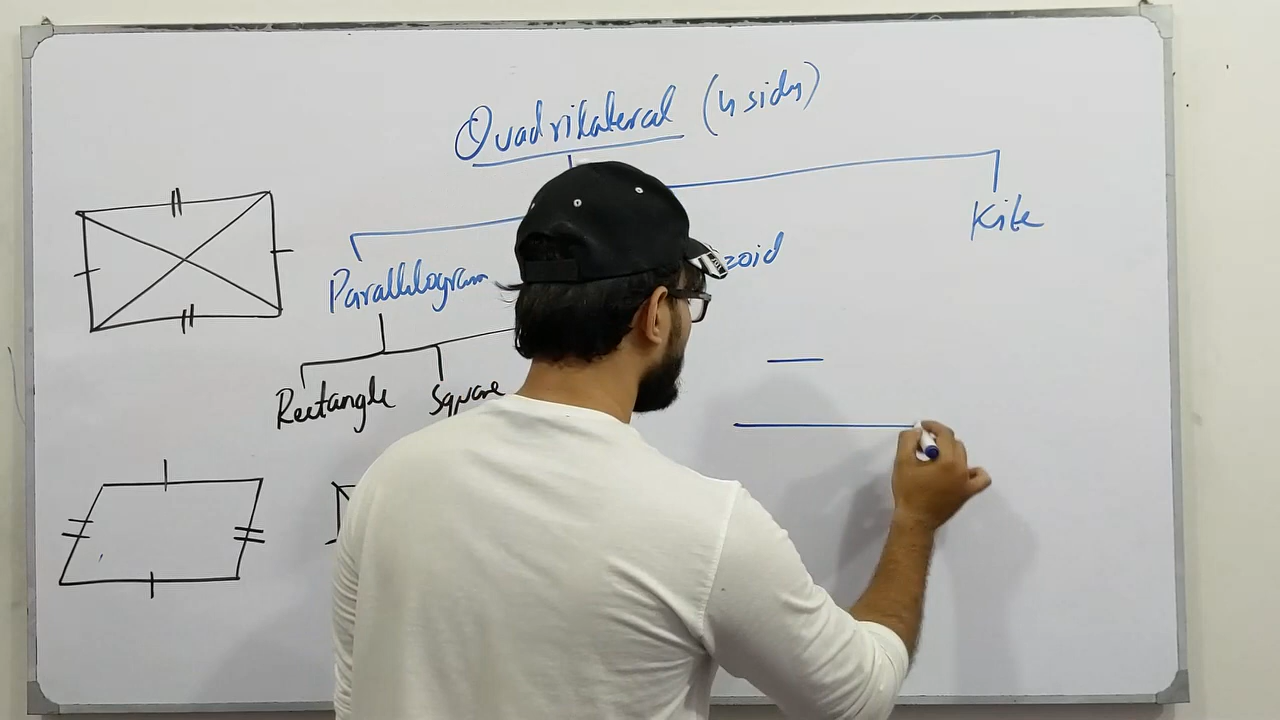 Quadrilateral (4 sides)
Kite
Parallelogram zoid
Rectangle Square